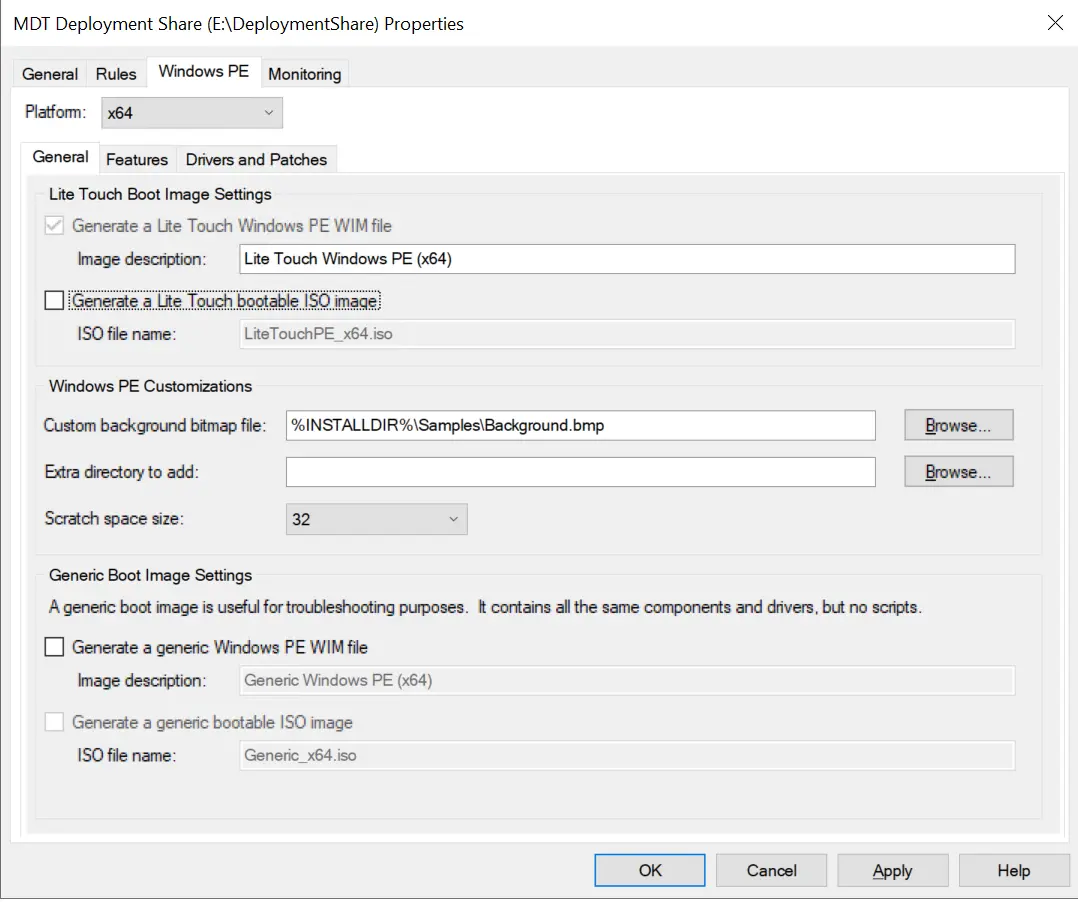 MDT Deployment Share (E:\DeploymentShare) Properties
General Rules Windows PE Monitoring
Platform: x64
General Features Drivers and Patches
Lite Touch Boot Image Settings
Generate a Lite Touch Windows PE WIM file
Image description: Lite Touch Windows PE (x64)
Generate a Lite Touch bootable ISO image
ISO file name: LiteTouchPE_x64.iso
Windows PE Customizations
Custom background bitmap file: %INSTALLDIR%\Samples\Background.bmp Browse...
Extra directory to add: Browse...
Scratch space size: 32
Generic Boot Image Settings
A generic boot image is useful for troubleshooting purposes.  It contains all the same components and drivers, but no scripts.
Generate a generic Windows PE WIM file
Image description: Generic Windows PE (x64)
Generate a generic bootable ISO image
ISO file name: Generic_x64.iso
OK Cancel Apply Help